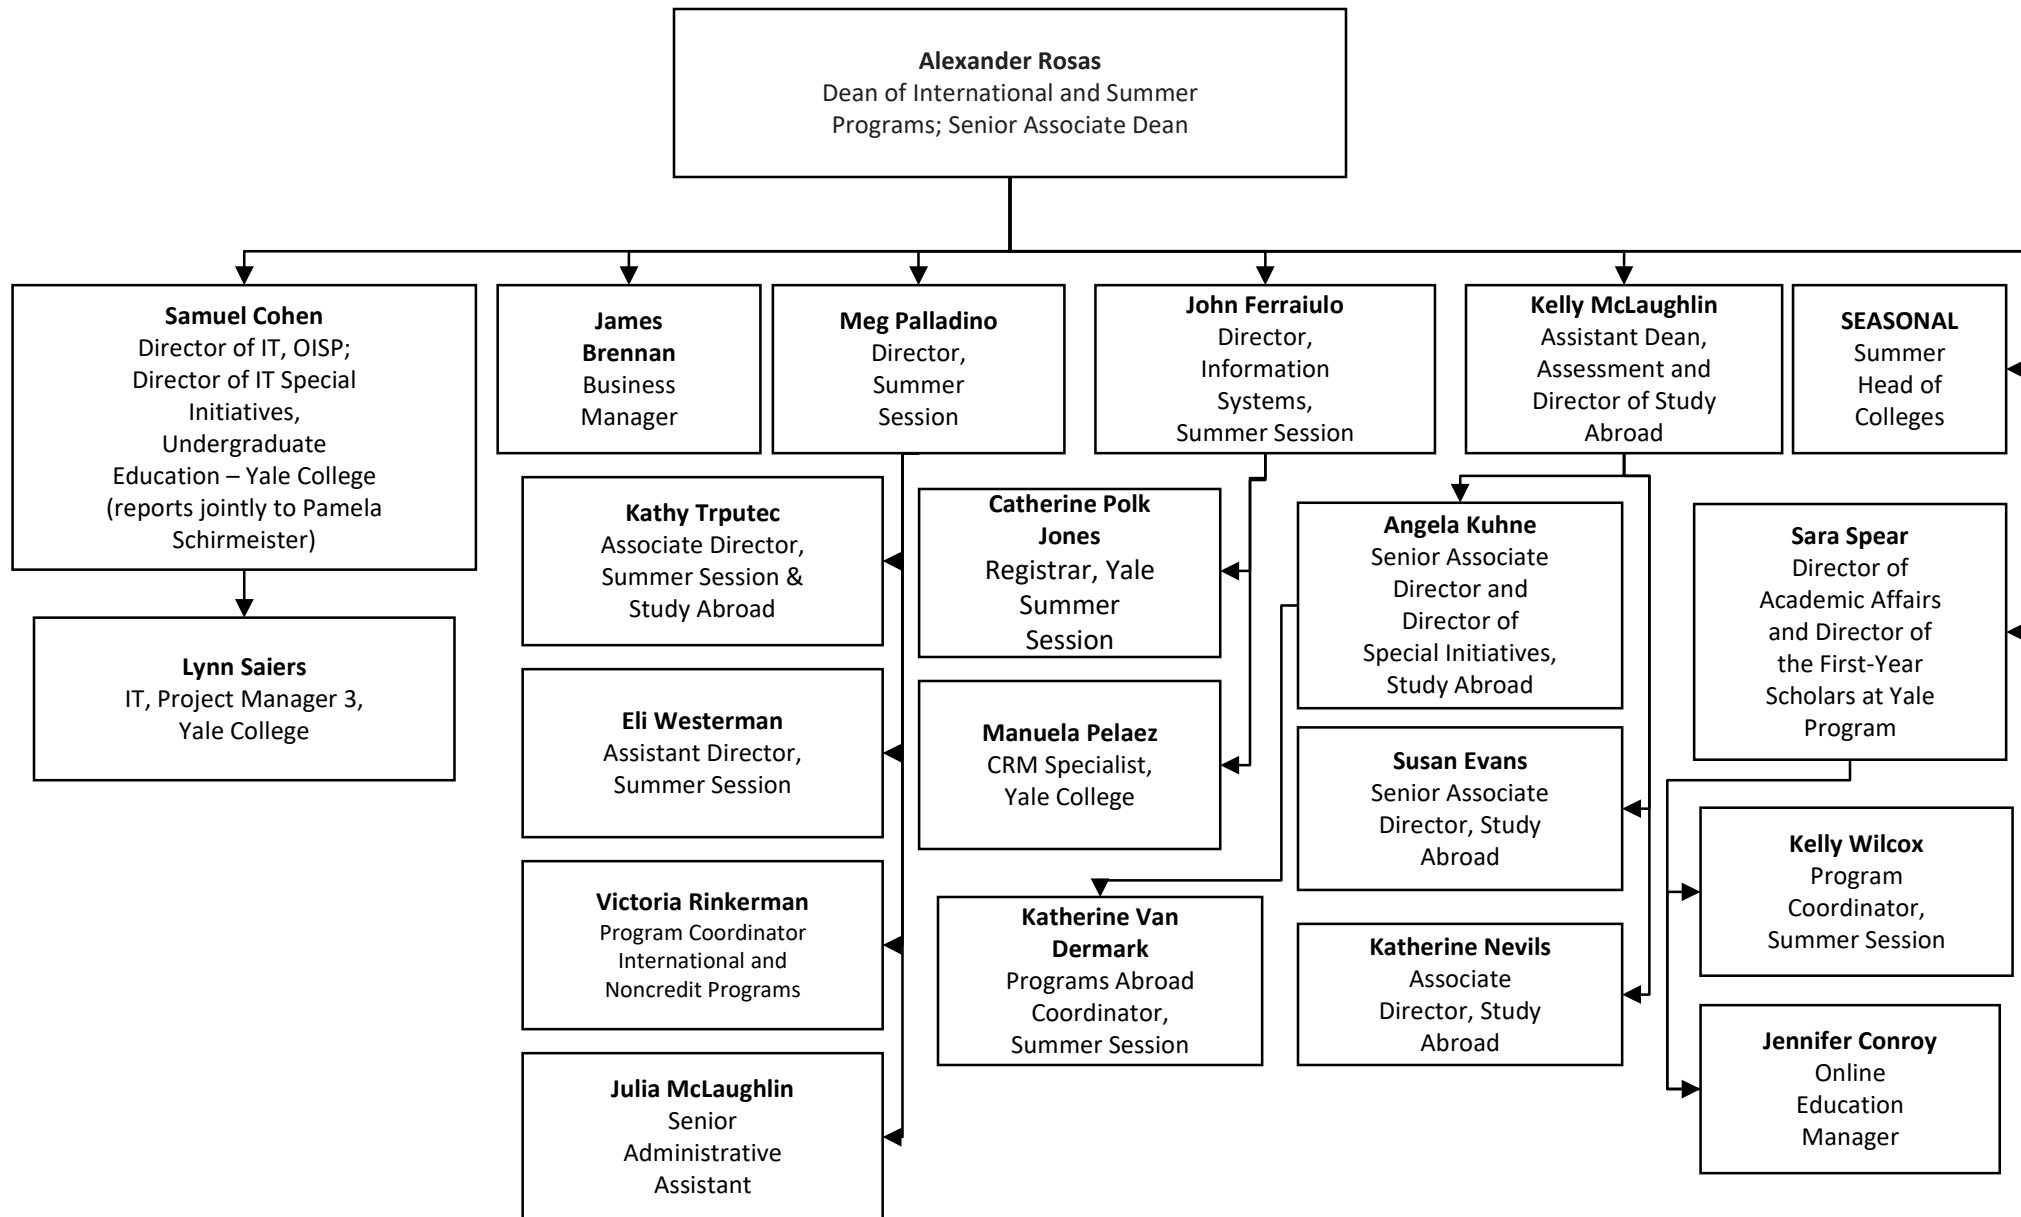 Alexander Rosas
Dean of International and Summer
Programs; Senior Associate Dean
Samuel Cohen
Director of IT, OISP;
Director of IT Special
Initiatives,
Undergraduate
Education – Yale College
(reports jointly to Pamela
Schirmeister)
James
Brennan
Business
Manager
Meg Palladino
Director,
Summer
Session
John Ferraiulo
Director,
Information
Systems,
Summer Session
Kelly McLaughlin
Assistant Dean,
Assessment and
Director of Study
Abroad
SEASONAL
Summer
Head of
Colleges
Lynn Saiers
IT, Project Manager 3,
Yale College
Kathy Trputec
Associate Director,
Summer Session &
Study Abroad
Eli Westerman
Assistant Director,
Summer Session
Victoria Rinkerman
Program Coordinator
International and
Noncredit Programs
Julia McLaughlin
Senior
Administrative
Assistant
Catherine Polk
Jones
Registrar, Yale
Summer
Session
Manuela Pelaez
CRM Specialist,
Yale College
Angela Kuhne
Senior Associate
Director and
Director of
Special Initiatives,
Study Abroad
Katherine Van
Dermark
Programs Abroad
Coordinator,
Summer Session
Susan Evans
Senior Associate
Director, Study
Abroad
Katherine Nevils
Associate
Director, Study
Abroad
Sara Spear
Director of
Academic Affairs
and Director of
the First-Year
Scholars at Yale
Program
Kelly Wilcox
Program
Coordinator,
Summer Session
Jennifer Conroy
Online
Education
Manager